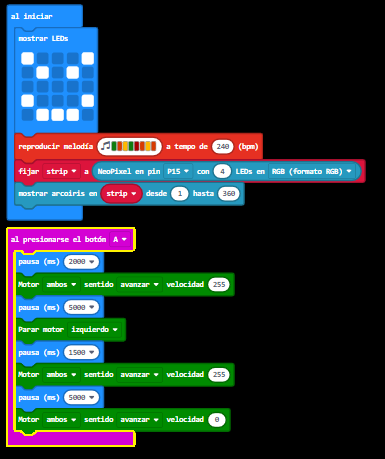 al iniciar
mostrar LEDs
reproducir melodía a tempo de 240 (bpm)
fijar strip NeoPixel en pin P15 con 4 LEDs en RGB (formato RGB)
mostrar arcoiris en strip desde 1 hasta 360
al presionarse el botón A
pausa (ms) 2000
Motor ambos sentido avanzar velocidad 255
pausa (ms) 5000
Parar motor izquierdo
pausa (ms) 1500
Motor ambos sentido avanzar velocidad 255
pausa (ms) 5000
Motor ambos sentido avanzar velocidad 0